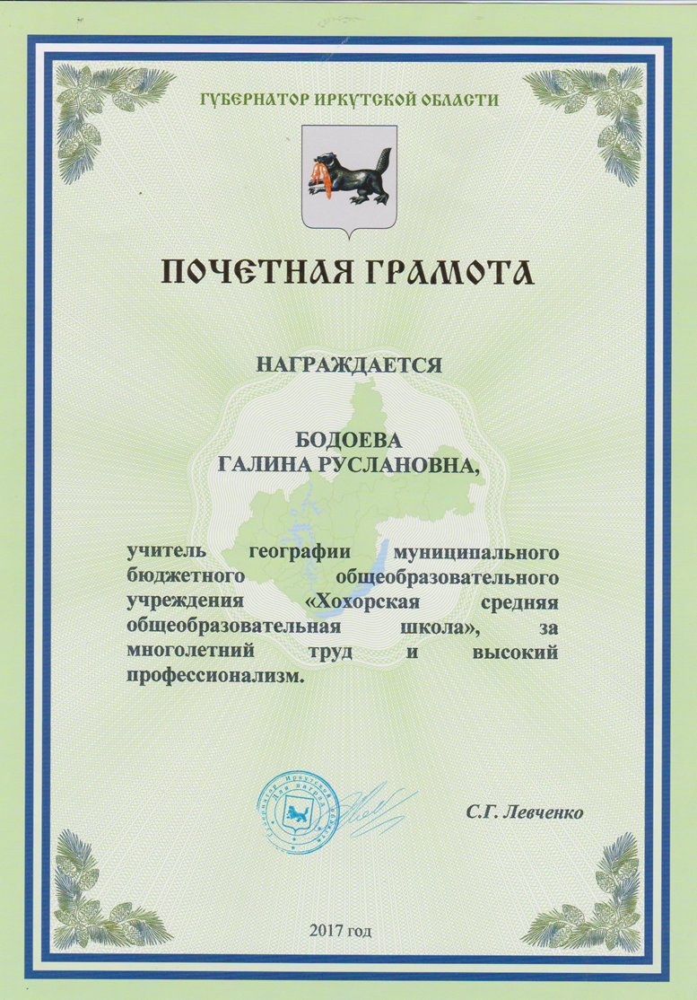 ГУБЕРНАТОР ИРКУТСКОЙ ОБЛАСТИ
ПОЧЕТНАЯ ГРАМОТА
НАГРАЖДАЕТСЯ
БОДОЕВА
ГАЛИНА РУСЛАНОВНА,
учитель географии муниципального
бюджетного общеобразовательного
учреждения «Хохорская средняя
общеобразовательная школа», за
многолетний труд и высокий
профессионализм.
Губернатор Иркутской области
Для наград
С.Г. Левченко
2017 год